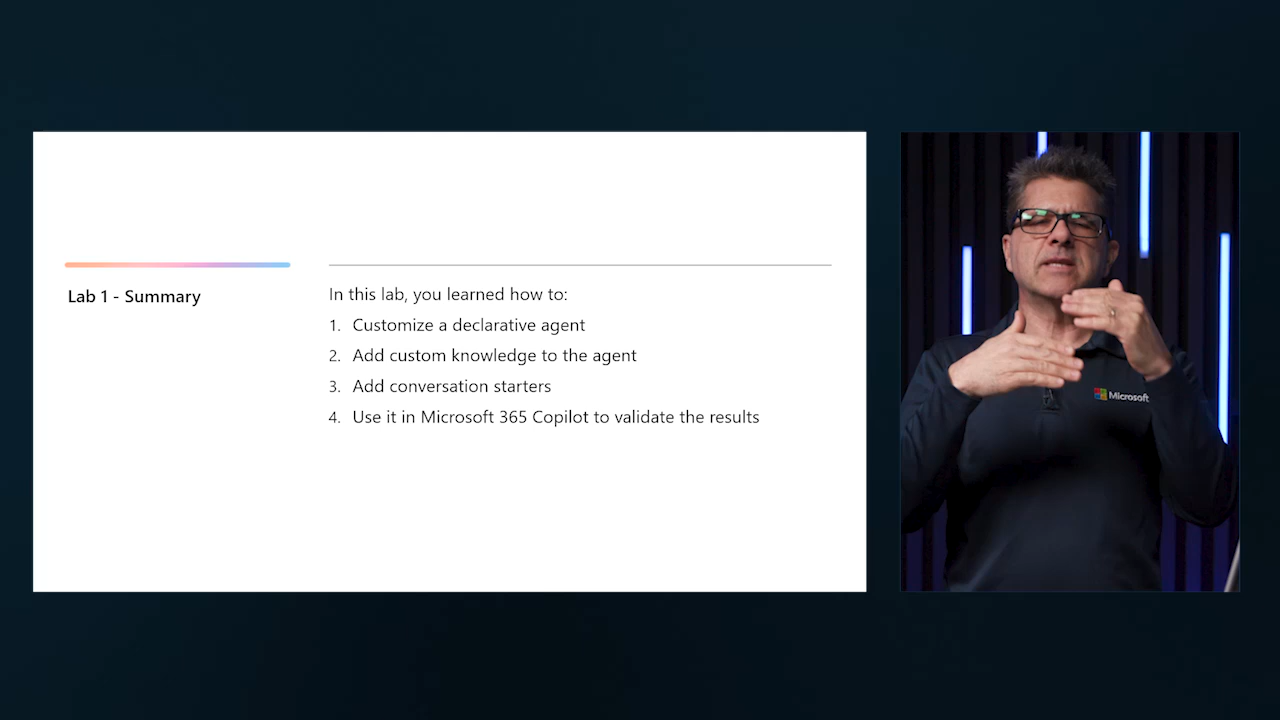 Lab 1 - Summary
In this lab, you learned how to:
1. Customize a declarative agent
2. Add custom knowledge to the agent
3. Add conversation starters
4. Use it in Microsoft 365 Copilot to validate the results
Microsoft